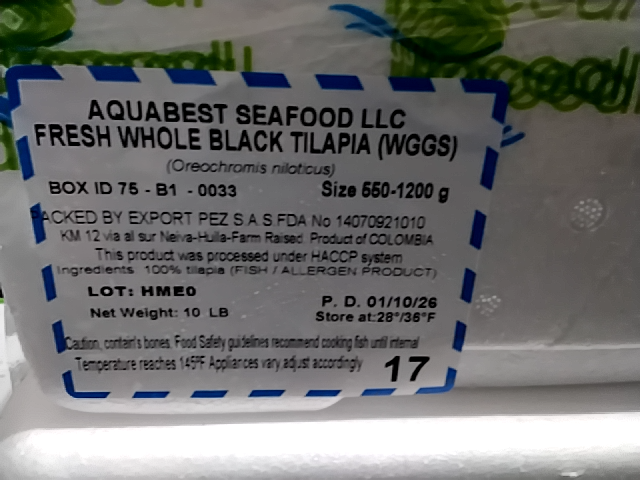 AQUABEST SEAFOOD LLC
FRESH WHOLE BLACK TILAPIA (WGGS)
(Oreochromis niloticus)
BOX ID 75 - B1 - 0033 Size 550-1200 g
PACKED BY EXPORT PEZ S.A.S.FDA No 14070921010
KM 12 via al sur Neiva-Huila-Farm Raised. Product of COLOMBIA
This product was processed under HACCP system
Ingredients 100% tilapia (FISH / ALLERGEN PRODUCT)
LOT: HME0 P. D. 01/10/26
Net Weight: 10 LB Store at:28°/36°F
Caution, contain's bones. Food Safety guidelines recommend cooking fish until internal
Temperature reaches 145ºF Appliances vary adjust accordingly 17